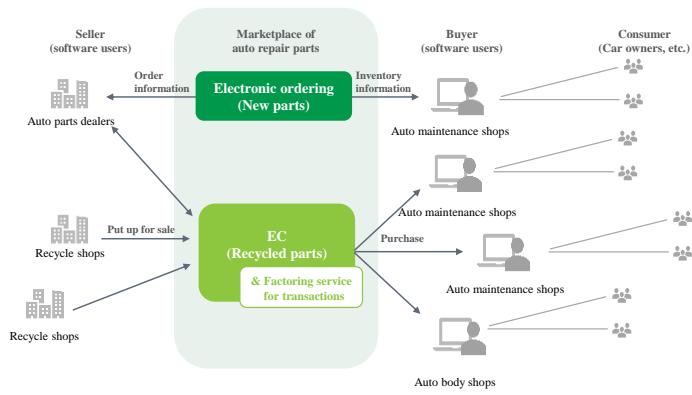 Seller
(software users)
Marketplace of
auto repair parts
Buyer
(software users)
Consumer
(Car owners, etc.)
Order
information
Electronic ordering
(New parts)
Inventory
information
Auto parts dealers
Auto maintenance shops
Auto maintenance shops
Put up for sale
EC
(Recycled parts)
Purchase
Recycle shops
& Factoring service
for transactions
Auto maintenance shops
Recycle shops
Auto body shops